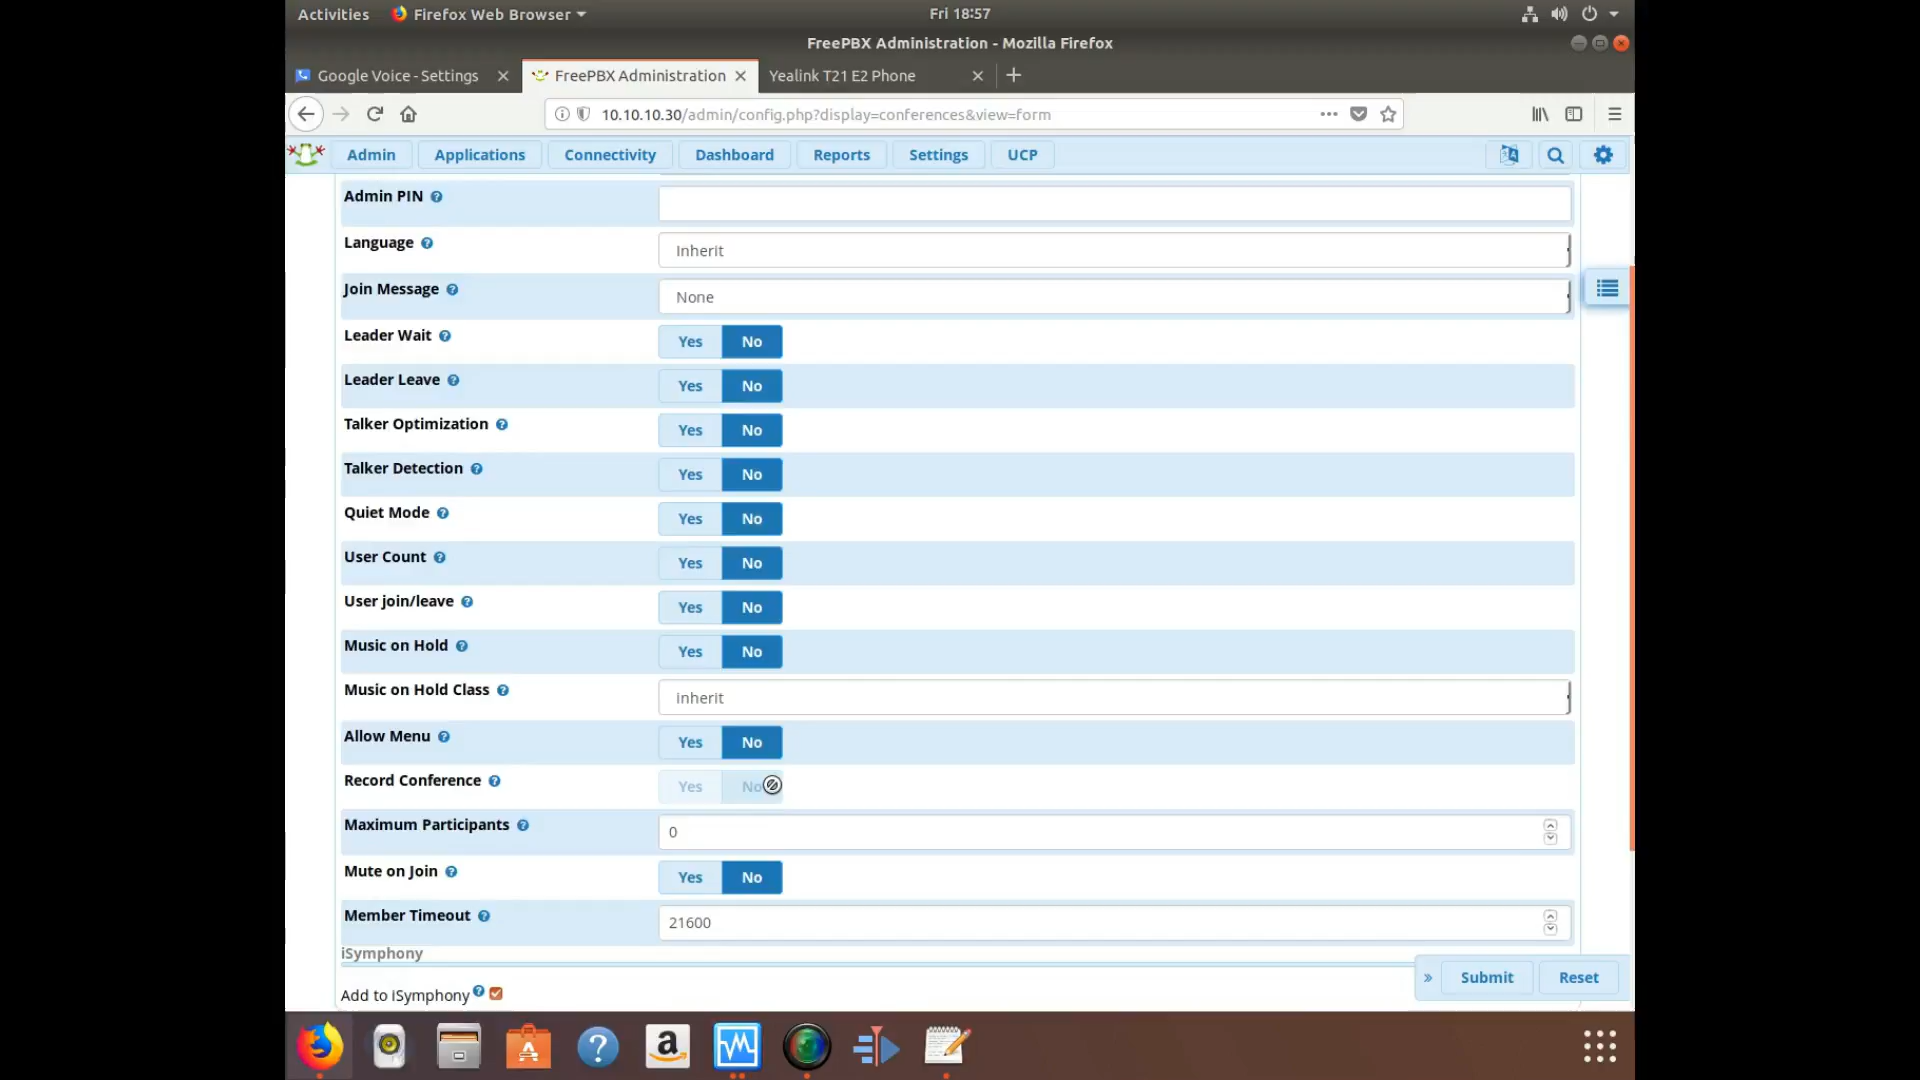 Activities Firefox Web Browser Fri 18:57
FreePBX Administration - Mozilla Firefox
Google Voice - Settings FreePBX Administration Yealink T21 E2 Phone
10.10.10.30/admin/config.php?display=conferences&view=form
Admin Applications Connectivity Dashboard Reports Settings UCP
Admin PIN
Language Inherit
Join Message None
Leader Wait Yes No
Leader Leave Yes No
Talker Optimization Yes No
Talker Detection Yes No
Quiet Mode Yes No
User Count Yes No
User join/leave Yes No
Music on Hold Yes No
Music on Hold Class inherit
Allow Menu Yes No
Record Conference Yes No
Maximum Participants 0
Mute on Join Yes No
Member Timeout 21600
iSymphony
» Submit Reset
Add to iSymphony